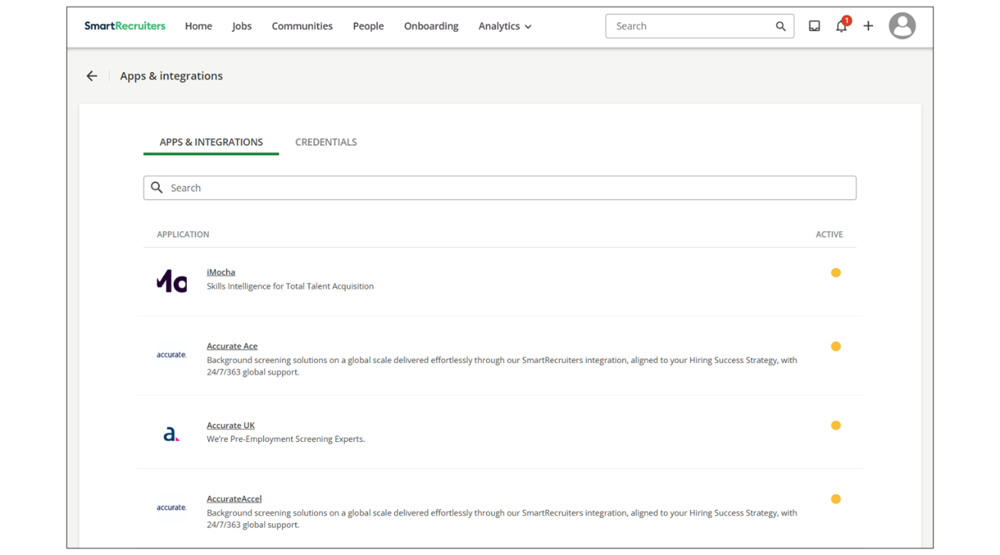 SmartRecruiters Home Jobs Communities People Onboarding Analytics Search 1
Apps & integrations
APPS & INTEGRATIONS CREDENTIALS
Search
APPLICATION ACTIVE
iMocha
Skills Intelligence for Total Talent Acquisition
Accurate Ace
accurate.
Background screening solutions on a global scale delivered effortlessly through our SmartRecruiters integration, aligned to your Hiring Success Strategy, with
24/7/363 global support.
Accurate UK
a.
We're Pre-Employment Screening Experts.
AccurateAccel
accurate.
Background screening solutions on a global scale delivered effortlessly through our SmartRecruiters integration, aligned to your Hiring Success Strategy, with
24/7/363 global support.